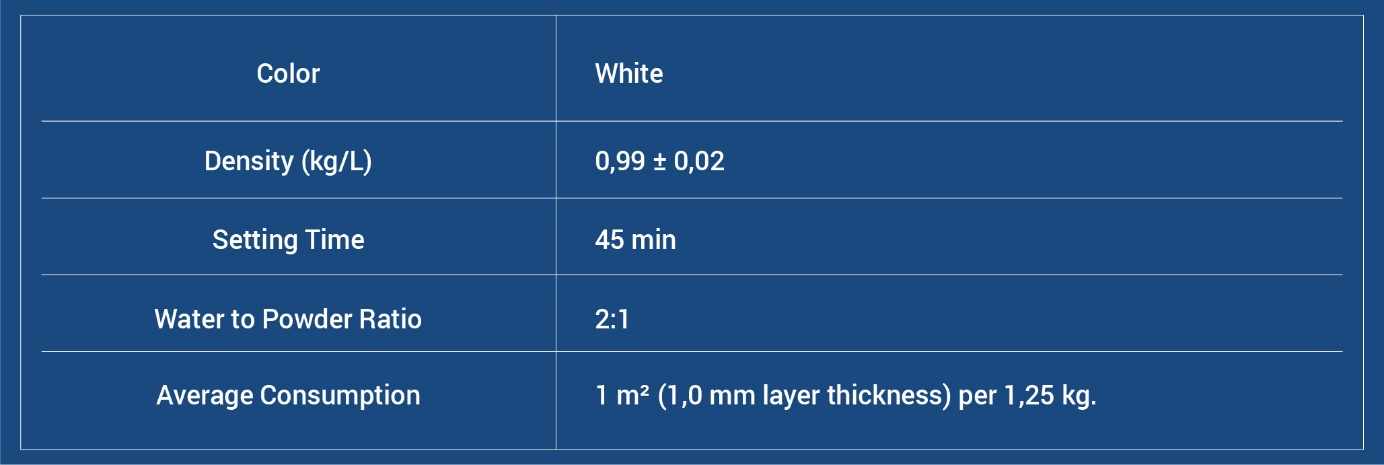 Color White
Density (kg/L) 0,99 ± 0,02
Setting Time 45 min
Water to Powder Ratio 2:1
Average Consumption 1 m² (1,0 mm layer thickness) per 1,25 kg.